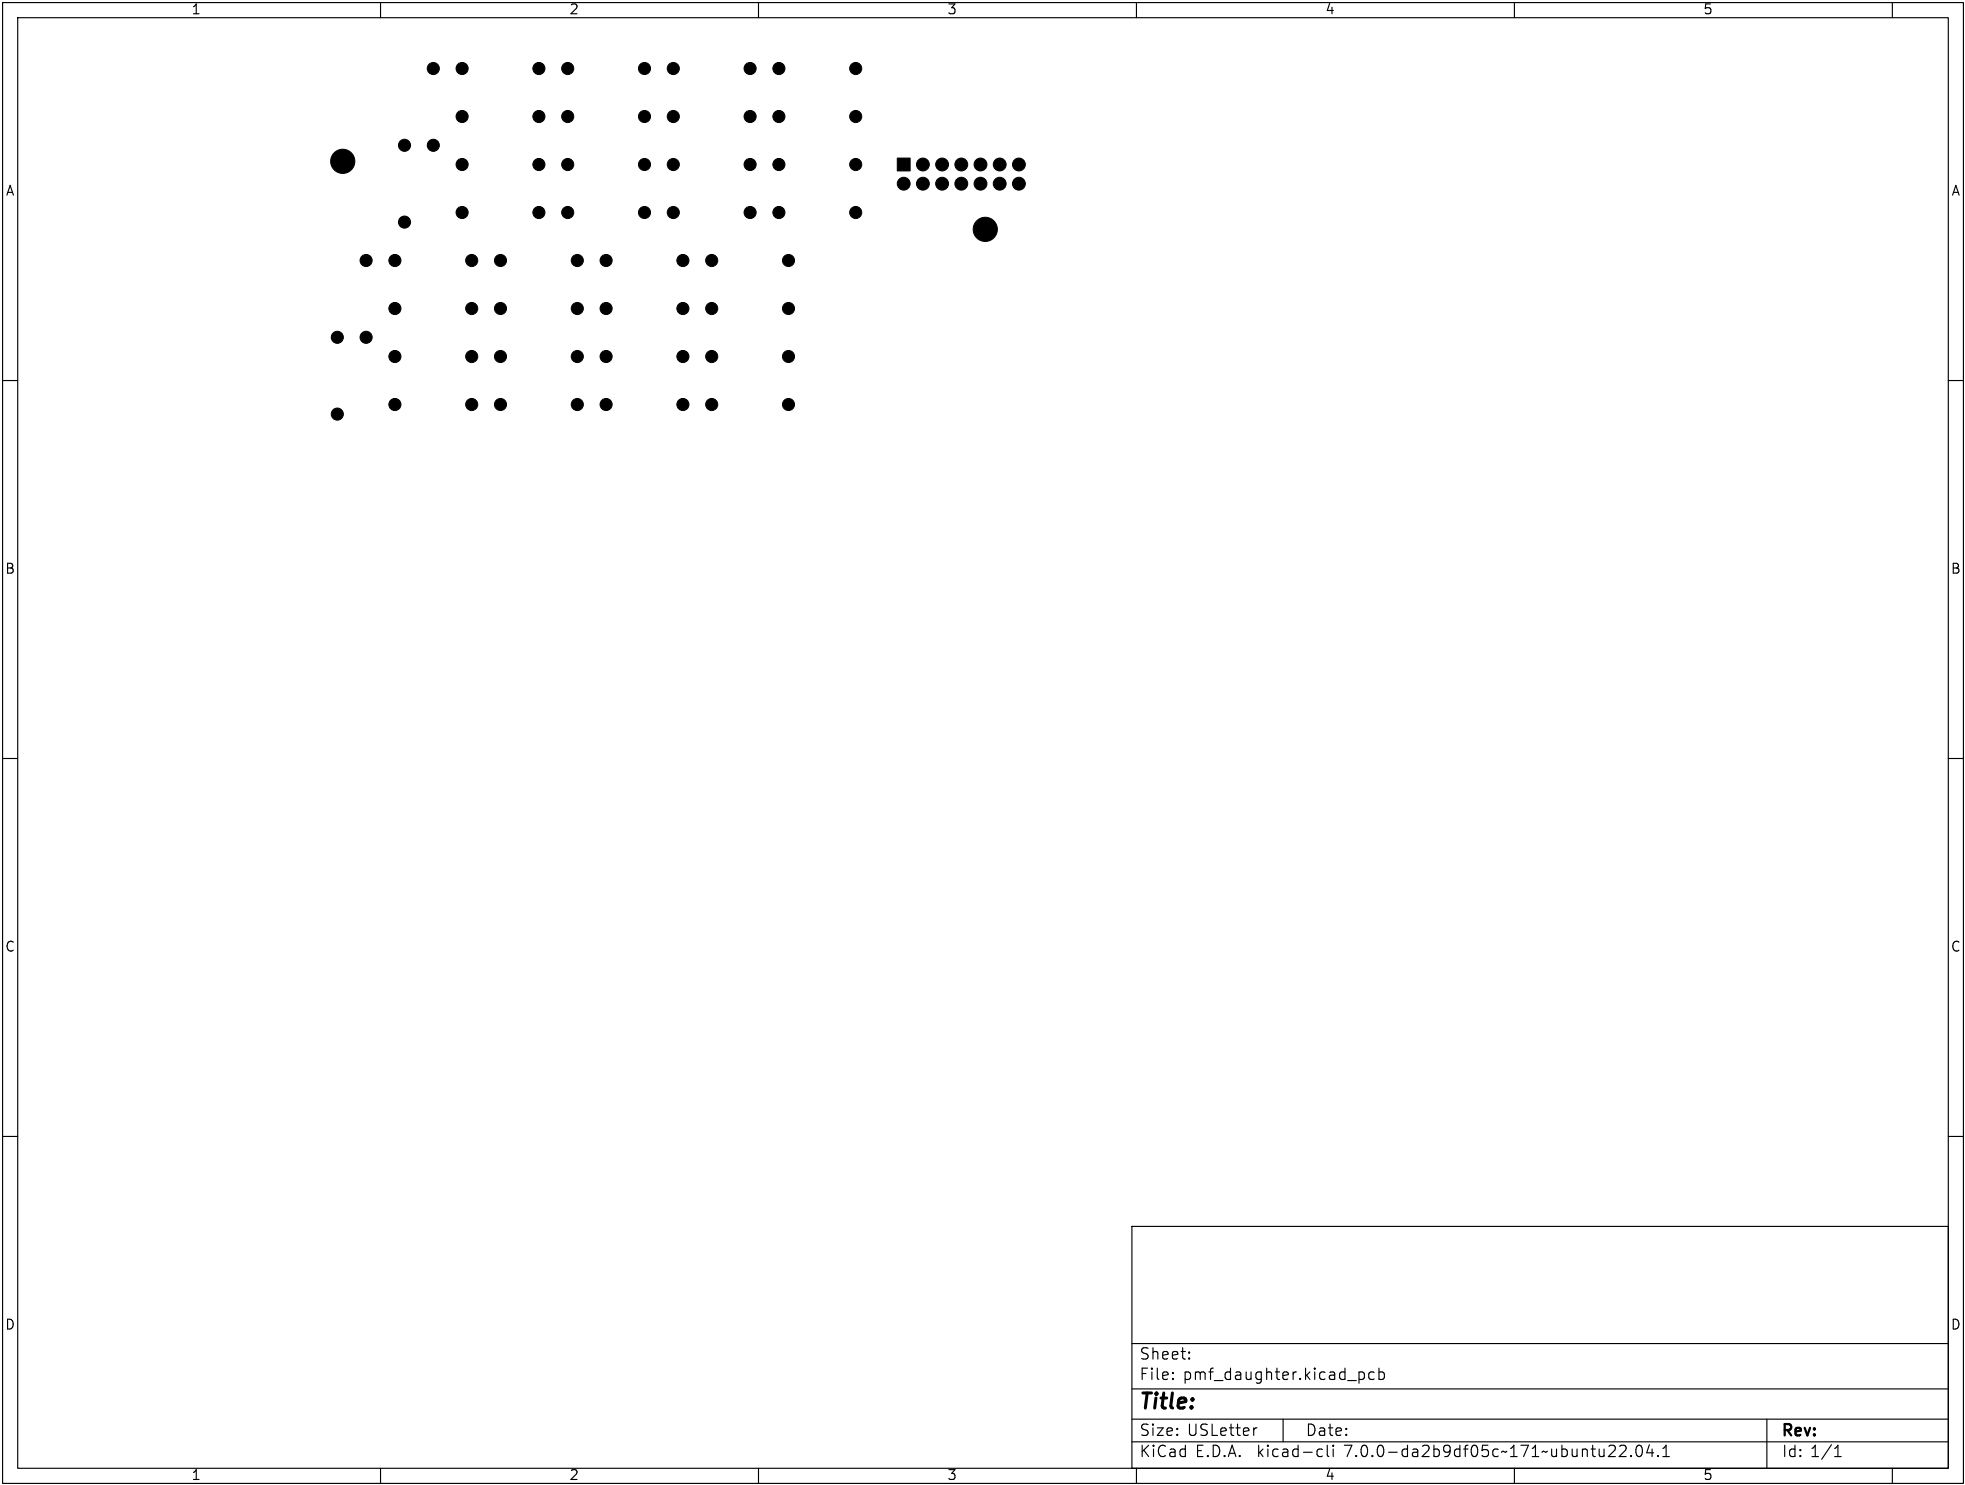 1 2 3 4 5
A A
B B
C C
D D
Sheet:
File: pmf_daughter.kicad_pcb
Title:
Size: USLetter Date: Rev:
KiCad E.D.A. kicad-cli 7.0.0-da2b9df05c~171~ubuntu22.04.1 Id: 1/1
1 2 3 4 5